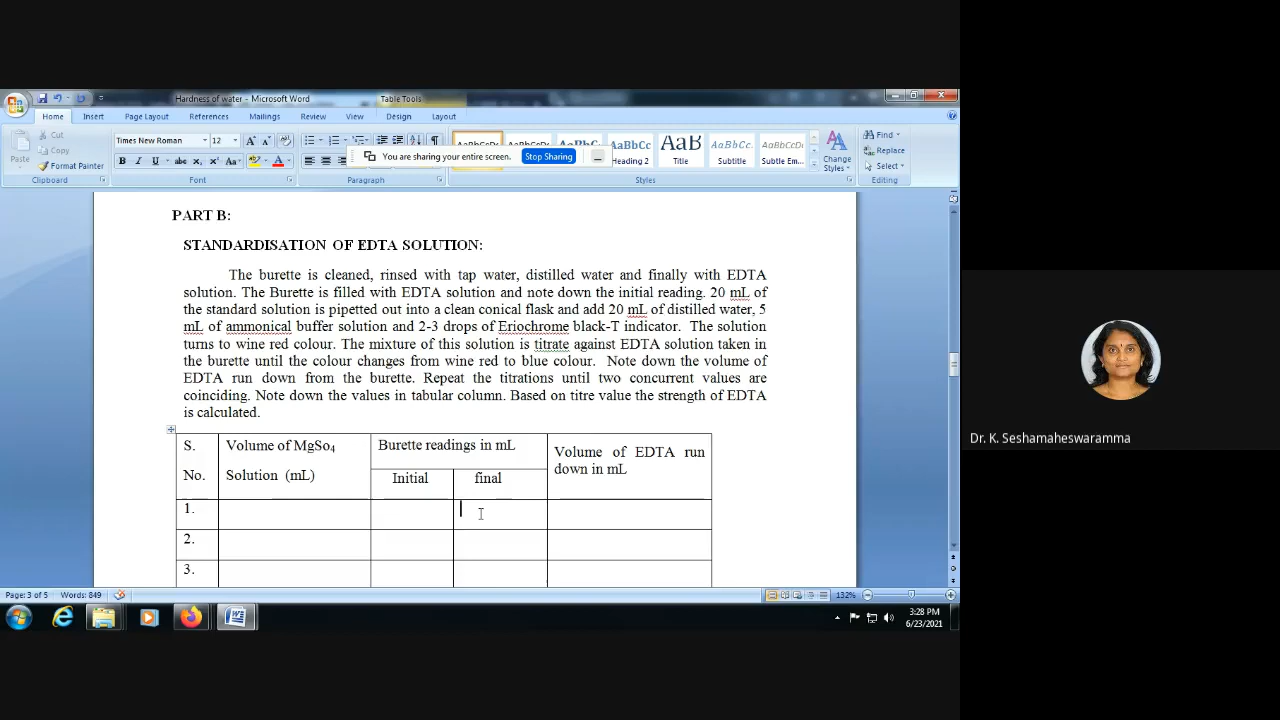 Hardness of water - Microsoft Word
Table Tools
Home Insert Page Layout References Mailings Review View Design Layout
Paste
Cut
Copy
Format Painter
Clipboard
Times New Roman 12
Font
Paragraph
You are sharing your entire screen. Stop Sharing
Heading 2
Title
Subtitle
Subtle Em...
Change
Styles
Styles
Find
Replace
Select
Editing
PART B:
STANDARDISATION OF EDTA SOLUTION:
The burette is cleaned, rinsed with tap water, distilled water and finally with EDTA
solution. The Burette is filled with EDTA solution and note down the initial reading. 20 mL of
the standard solution is pipetted out into a clean conical flask and add 20 mL of distilled water, 5
mL of ammonical buffer solution and 2-3 drops of Eriochrome black-T indicator. The solution
turns to wine red colour. The mixture of this solution is titrate against EDTA solution taken in
the burette until the colour changes from wine red to blue colour. Note down the volume of
EDTA run down from the burette. Repeat the titrations until two concurrent values are
coinciding. Note down the values in tabular column. Based on titre value the strength of EDTA
is calculated.
S.
No.
Volume of MgSo4
Solution (mL)
Burette readings in mL
Initial
final
Volume of EDTA run
down in mL
1.
2.
3.
Page: 3 of 5 Words: 849
132%
3:28 PM
6/23/2021
Dr. K. Seshamaheswaramma